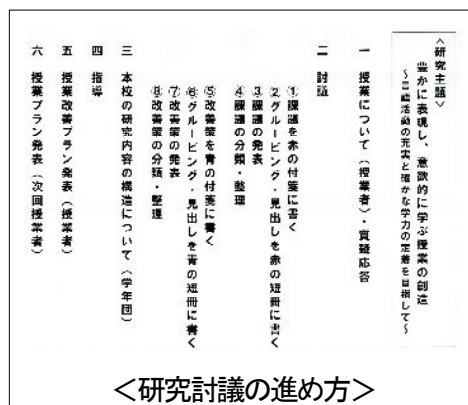 <研究主題>
豊かに表現し、意欲的に学ぶ授業の創造
~言語活動の充実と確かな学力の定着を目指して~
一 授業について(授業者)・質疑応答
二 討議
①課題を赤の付箋に書く
②グルーピング・見出しを赤の短冊に書く
③課題の発表
④課題の分類・整理
⑤改善策を青の付箋に書く
⑥グルーピング・見出しを青の短冊に書く
⑦改善策の発表
⑧改善策の分類・整理
三 本校の研究内容の構造について(学年団)
四 指導
五 授業改善プラン発表(授業者)
六 授業プラン発表(次回授業者)
<研究討議の進め方>